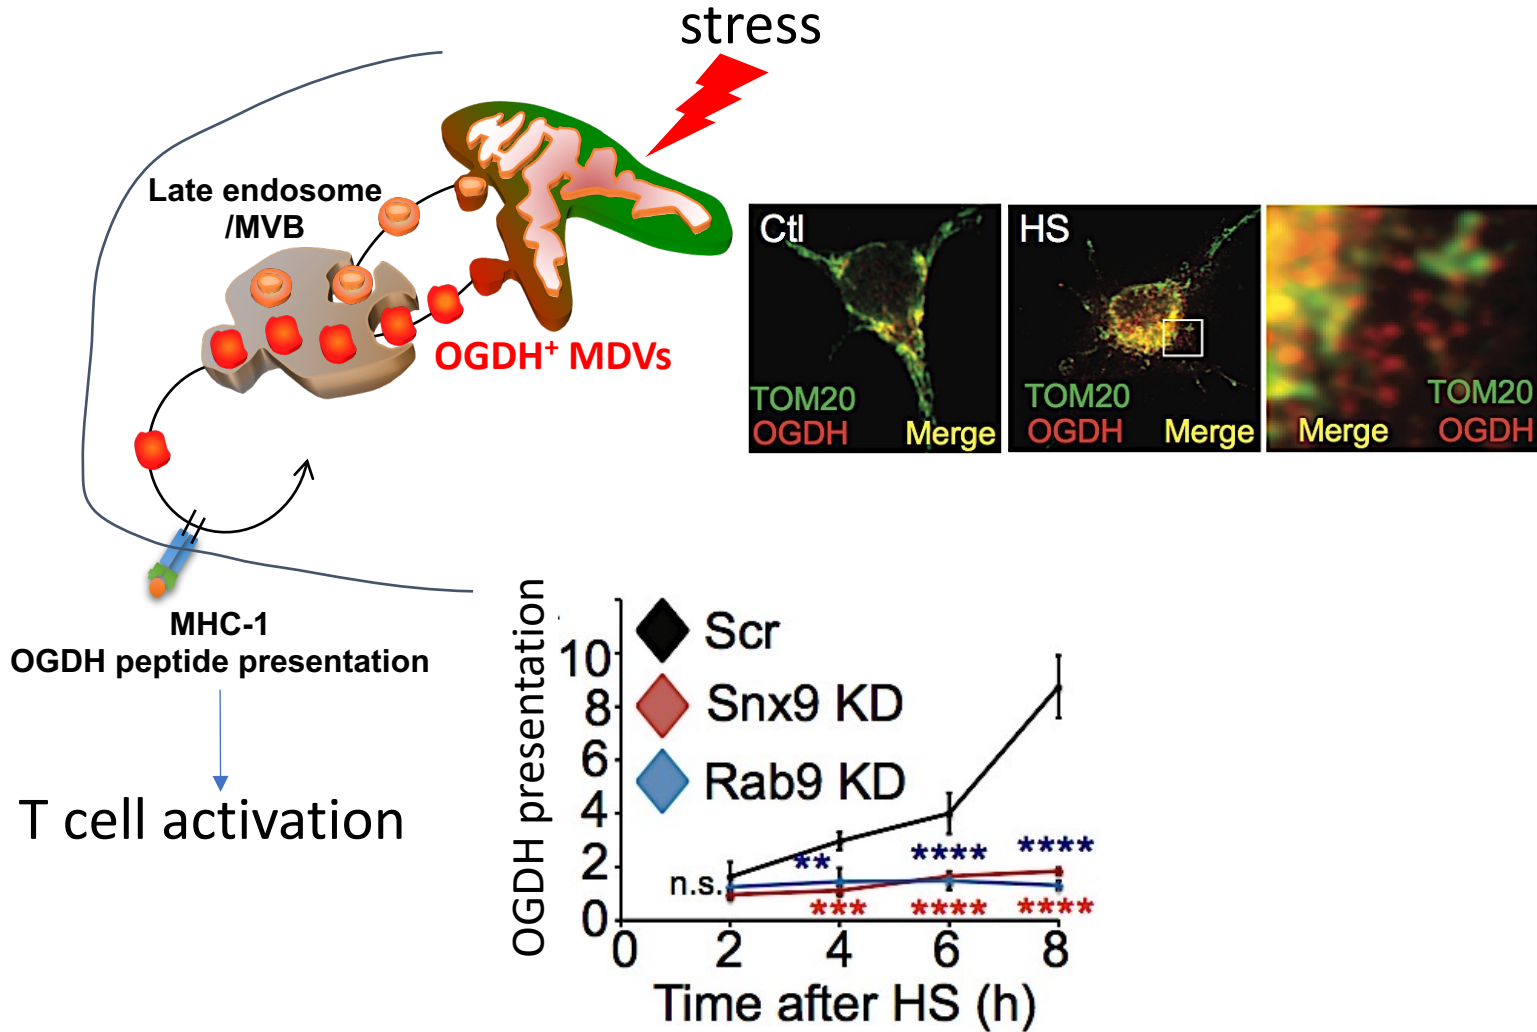 stress
Late endosome
/MVB
OGDH+ MDVs
Ctl
TOM20
OGDH
Merge
HS
TOM20
OGDH
Merge
TOM20
Merge
OGDH
MHC-1
OGDH peptide presentation
T cell activation
OGDH presentation
10
8
6
4
2
0
Scr
Snx9 KD
Rab9 KD
n.s.
**
****
****
***
****
****
0 2 4 6 8
Time after HS (h)